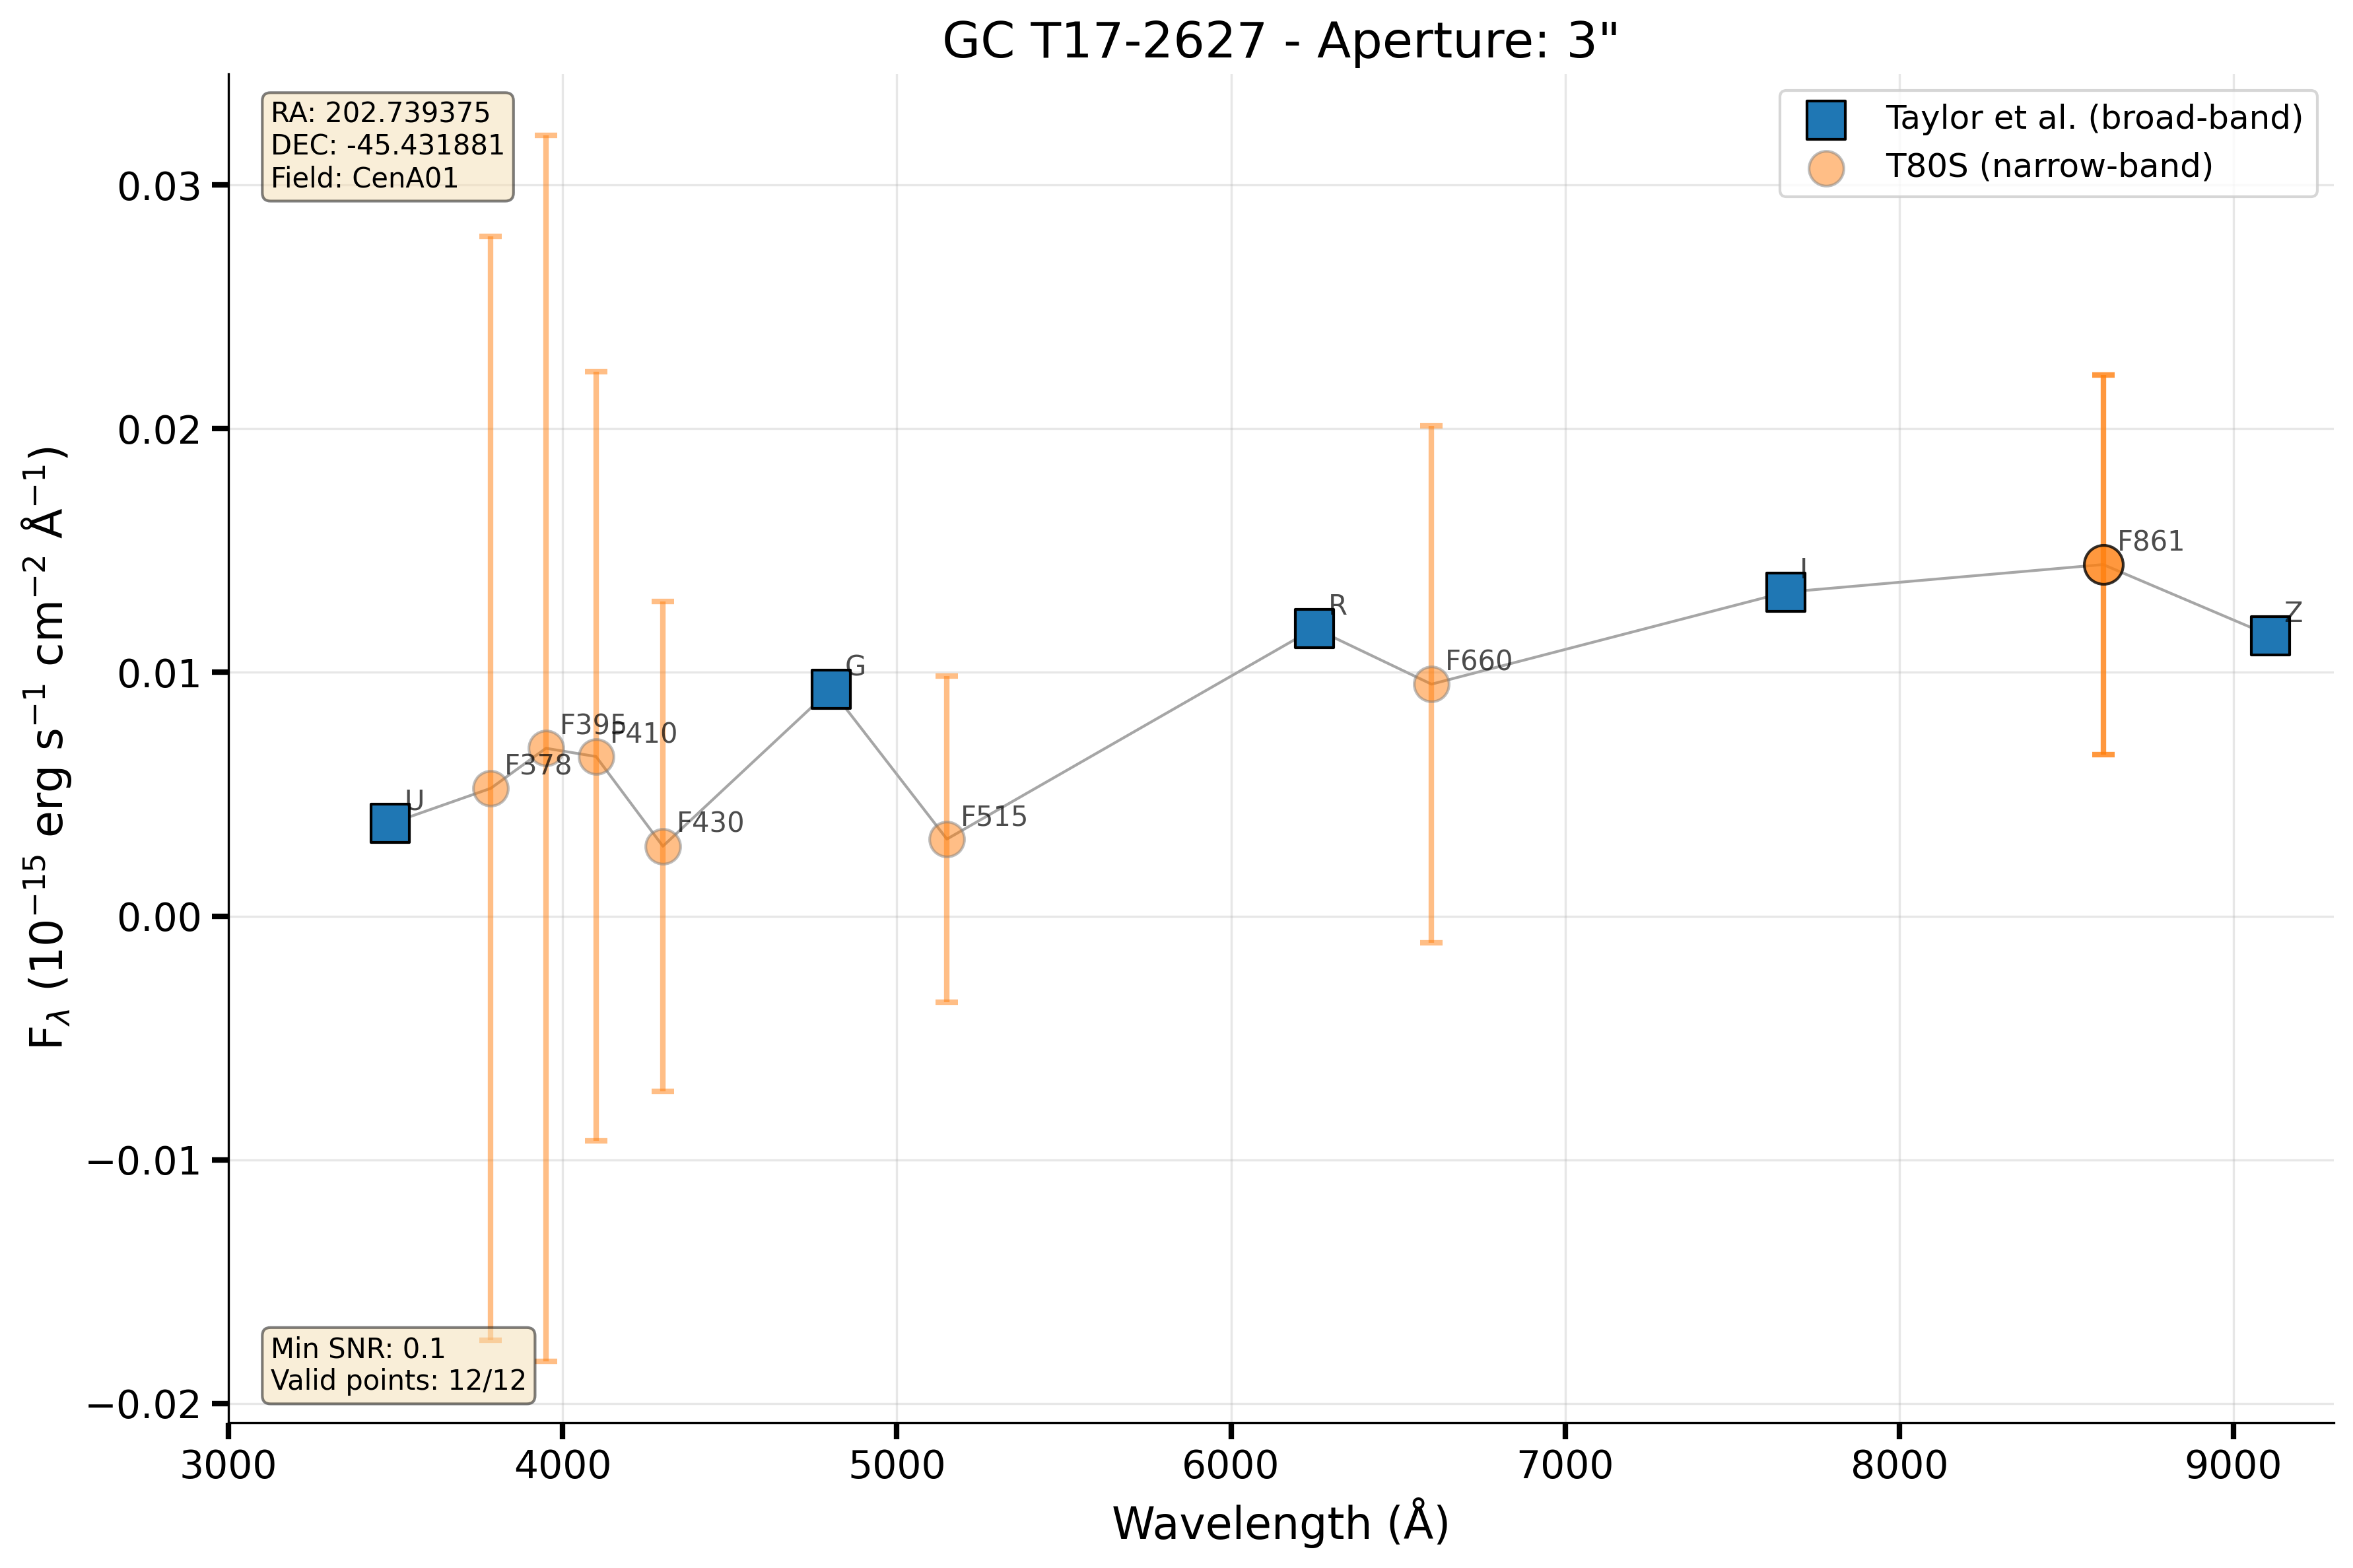 GC T17-2627 - Aperture: 3"
RA: 202.739375
DEC: -45.431881
Field: CenA01
Taylor et al. (broad-band)
T80S (narrow-band)
F_λ (10⁻¹⁵ erg s⁻¹ cm⁻² Å⁻¹)
0.03
0.02
0.01
0.00
−0.01
−0.02
U
F378
F395
F410
F430
G
F515
R
F660
I
F861
Z
Min SNR: 0.1
Valid points: 12/12
3000
4000
5000
6000
7000
8000
9000
Wavelength (Å)